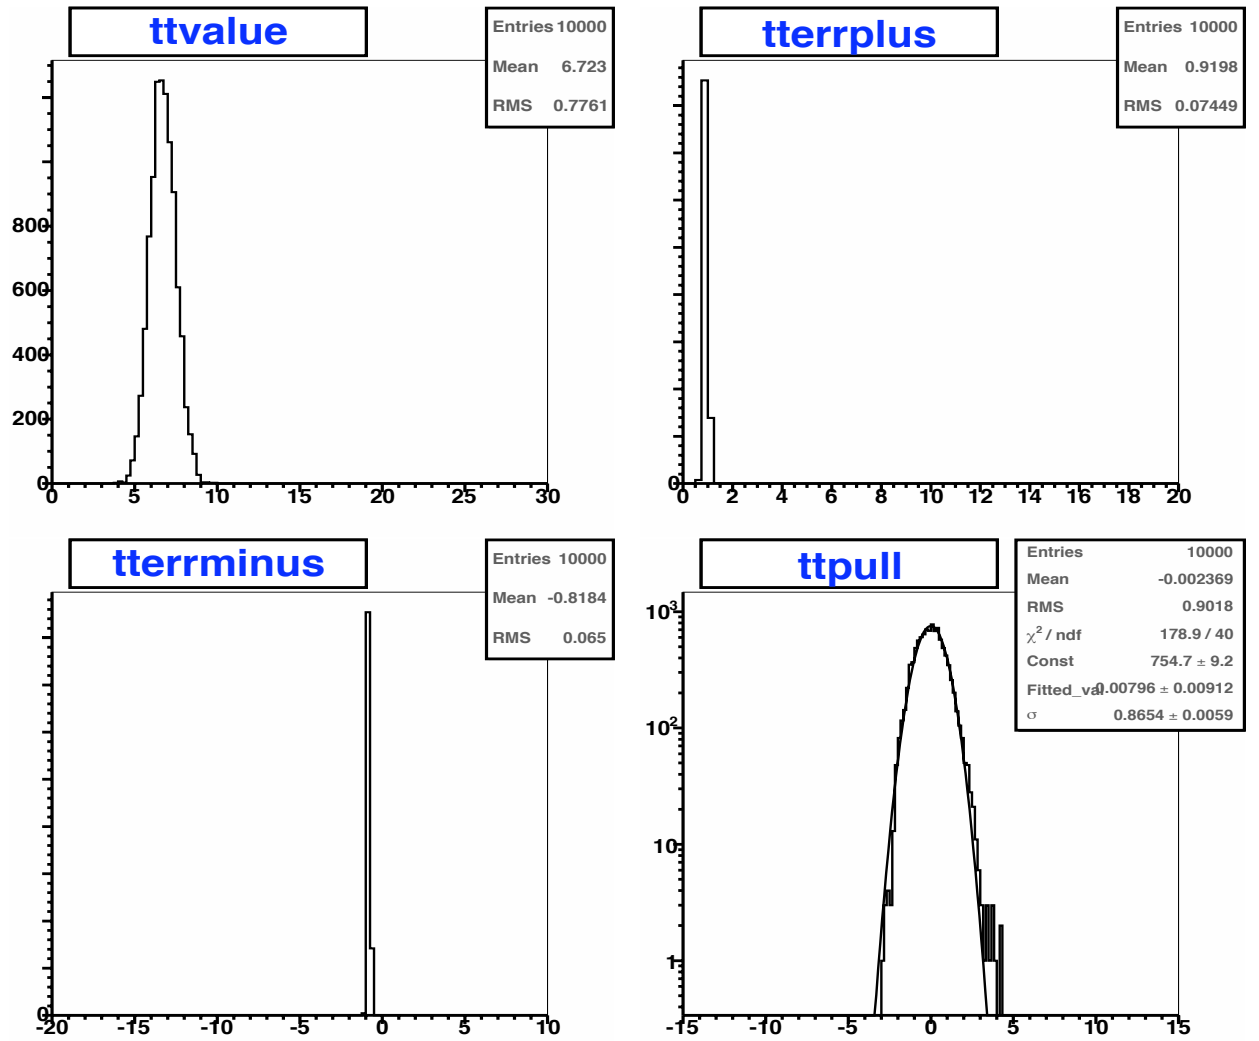 ttvalue
Entries 10000
Mean 6.723
RMS 0.7761
800
600
400
200
0
0 5 10 15 20 25 30
tterrplus
Entries 10000
Mean 0.9198
RMS 0.07449
0
0 2 4 6 8 10 12 14 16 18 20
tterrminus
Entries 10000
Mean -0.8184
RMS 0.065
0
-20 -15 -10 -5 0 5 10
ttpull
Entries 10000
Mean -0.002369
RMS 0.9018
χ² / ndf 178.9 / 40
Const 754.7 ± 9.2
Fitted_val 0.00796 ± 0.00912
σ 0.8654 ± 0.0059
10³
10²
10
1
-15 -10 -5 0 5 10 15